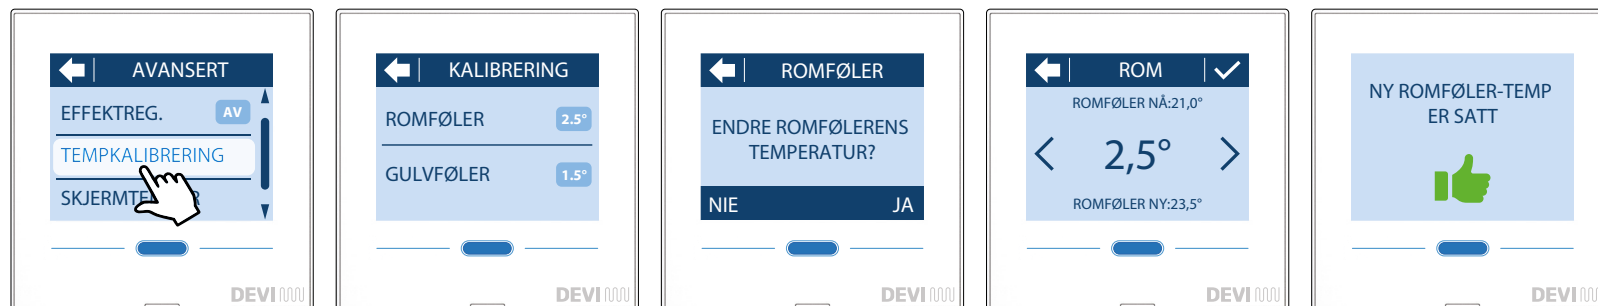 AVANSERT
EFFEKTREG. AV
TEMPKALIBRERING
DEVI
KALIBRERING
ROMFØLER 2.5°
GULVFØLER 1.5°
DEVI
ROMFØLER
ENDRE ROMFØLERENS
TEMPERATUR?
NIE JA
DEVI
ROM
ROMFØLER NÅ:21,0°
2,5°
ROMFØLER NY:23,5°
DEVI
NY ROMFØLER-TEMP
ER SATT
DEVI